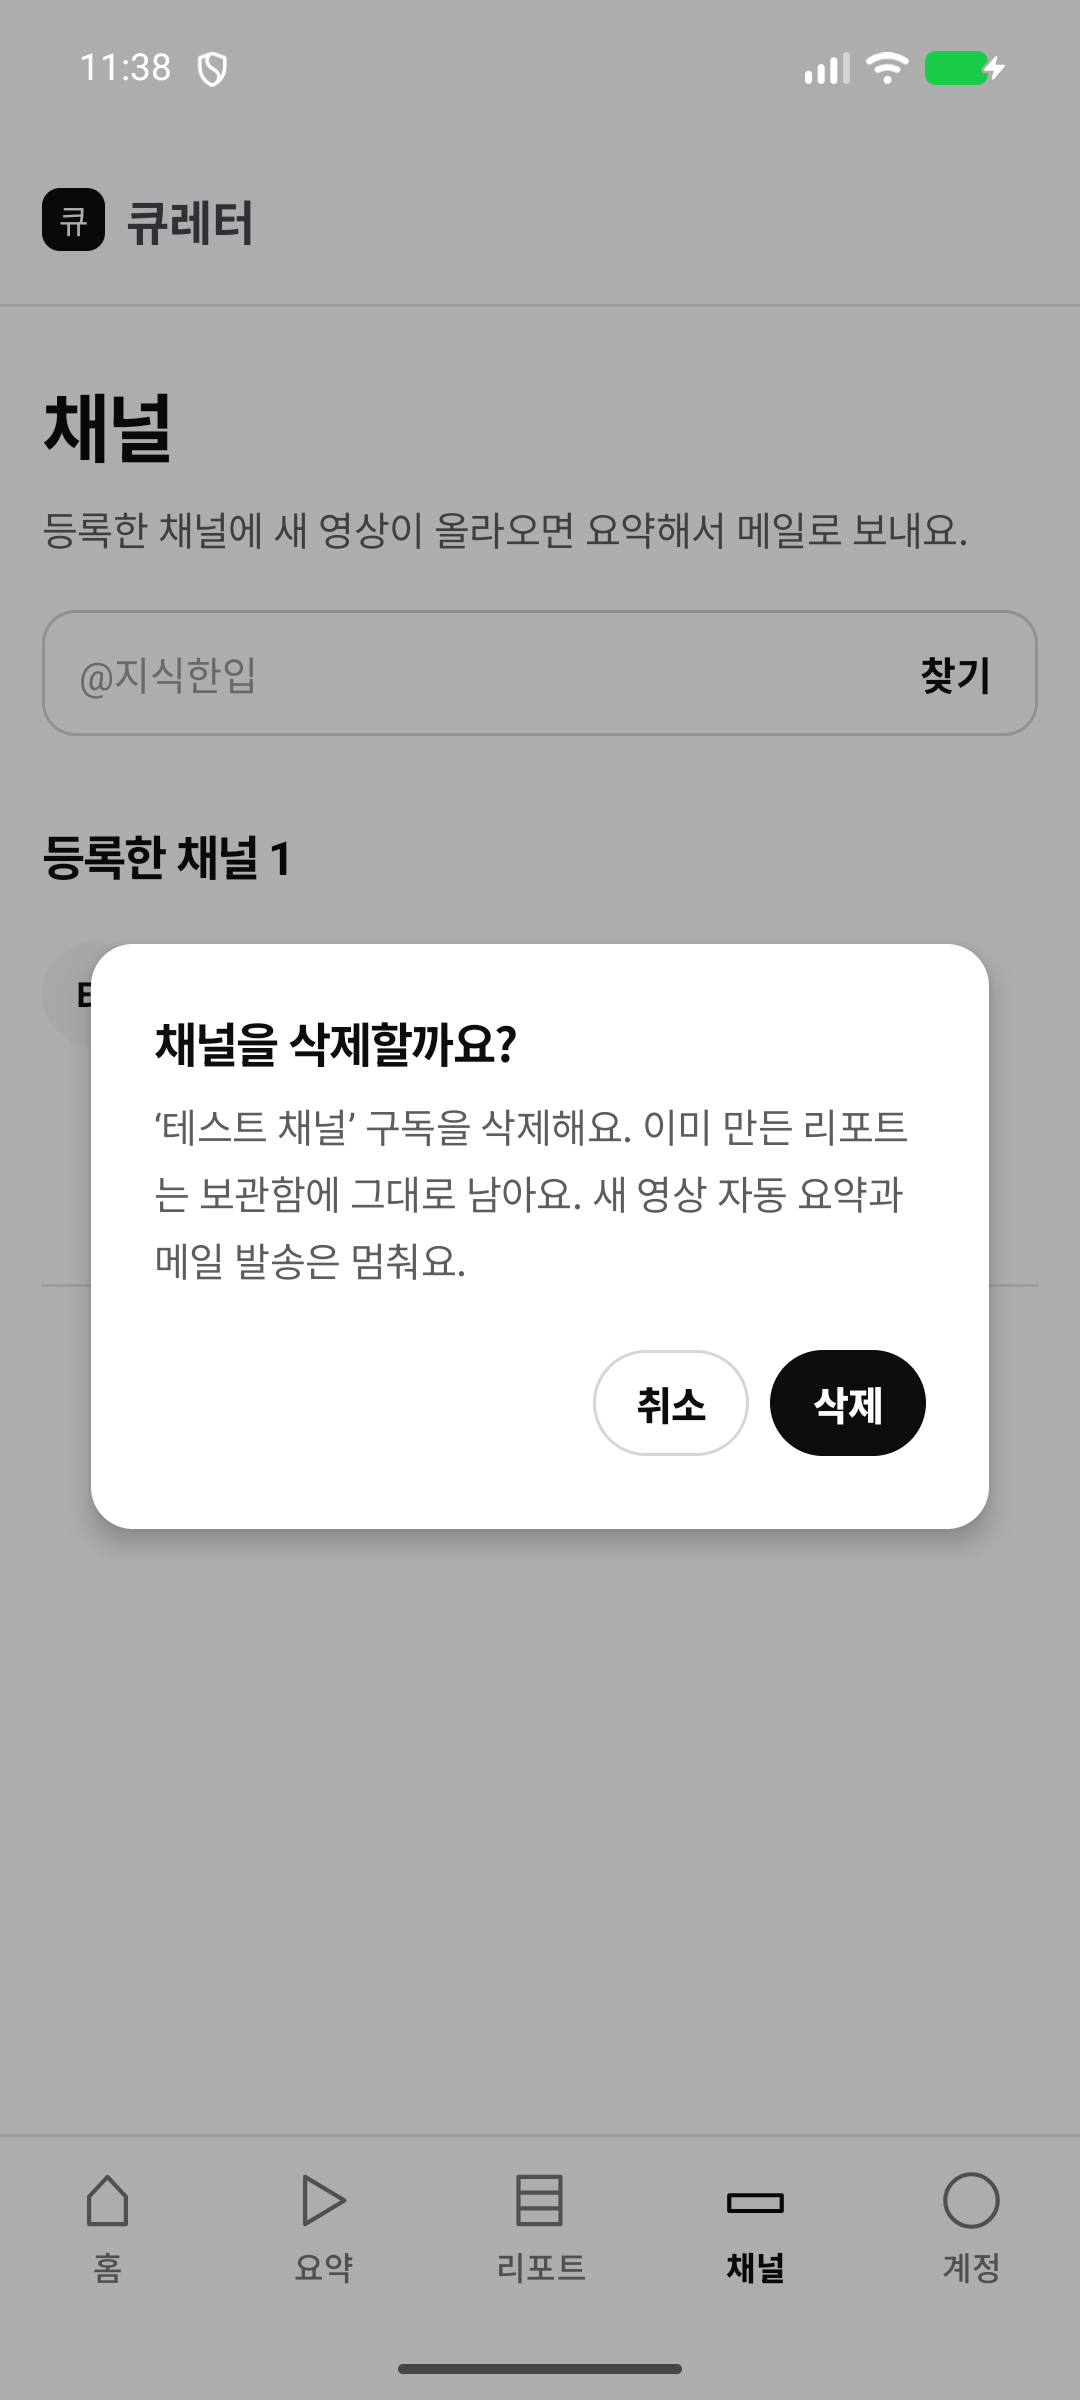 11:38
큐 큐레터
채널
등록한 채널에 새 영상이 올라오면 요약해서 메일로 보내요.
@지식한입 찾기
등록한 채널 1
채널을 삭제할까요?
‘테스트 채널’ 구독을 삭제해요. 이미 만든 리포트
는 보관함에 그대로 남아요. 새 영상 자동 요약과
메일 발송은 멈춰요.
취소 삭제
홈 요약 리포트 채널 계정